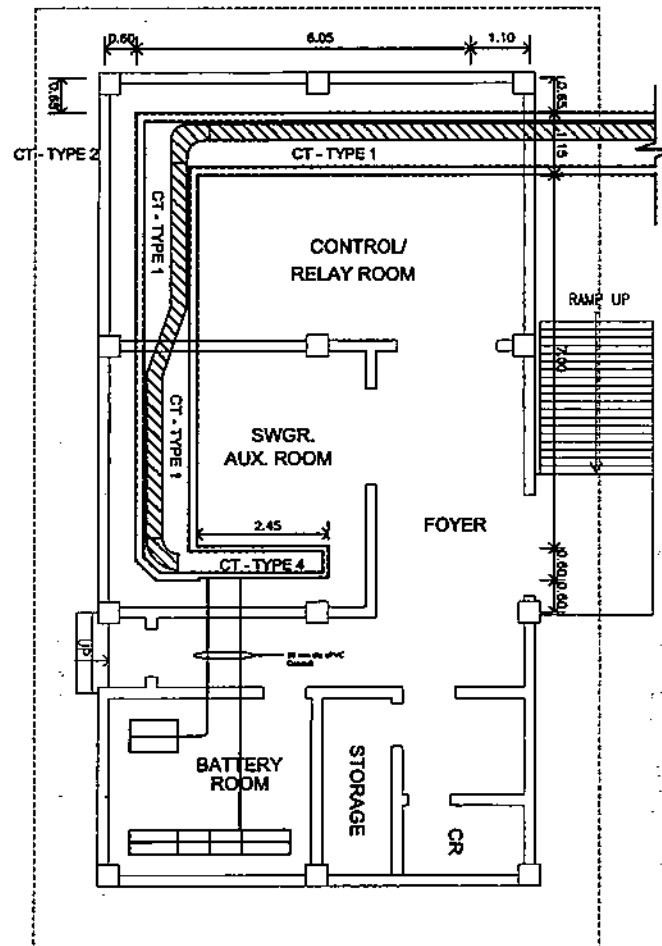 0.60
6.05
1.10
0.65
0.65
1.15
CT - TYPE 2
CT - TYPE 1
CT - TYPE 1
CONTROL/
RELAY ROOM
RAMP UP
7.00
CT - TYPE 1
SWGR.
AUX. ROOM
FOYER
2.45
CT - TYPE 4
0.60
0.60
UP
Conduit
BATTERY
ROOM
STORAGE
CR